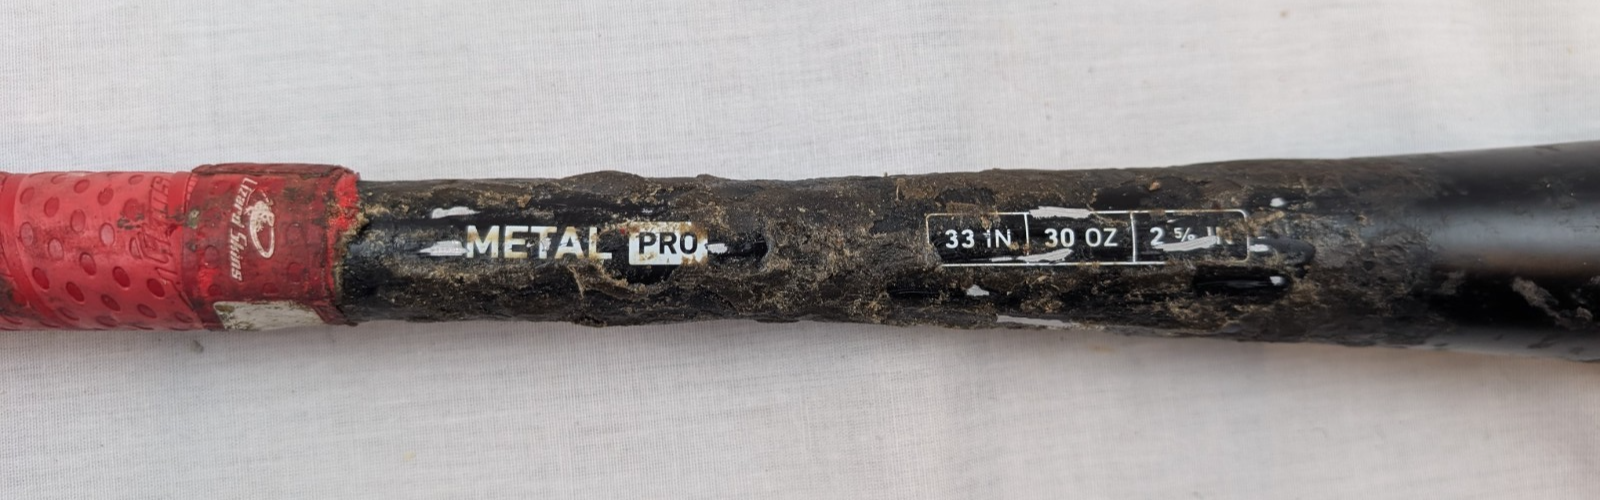 Lizard Skins
METAL PRO
33 IN 30 OZ 2 5/8 IN